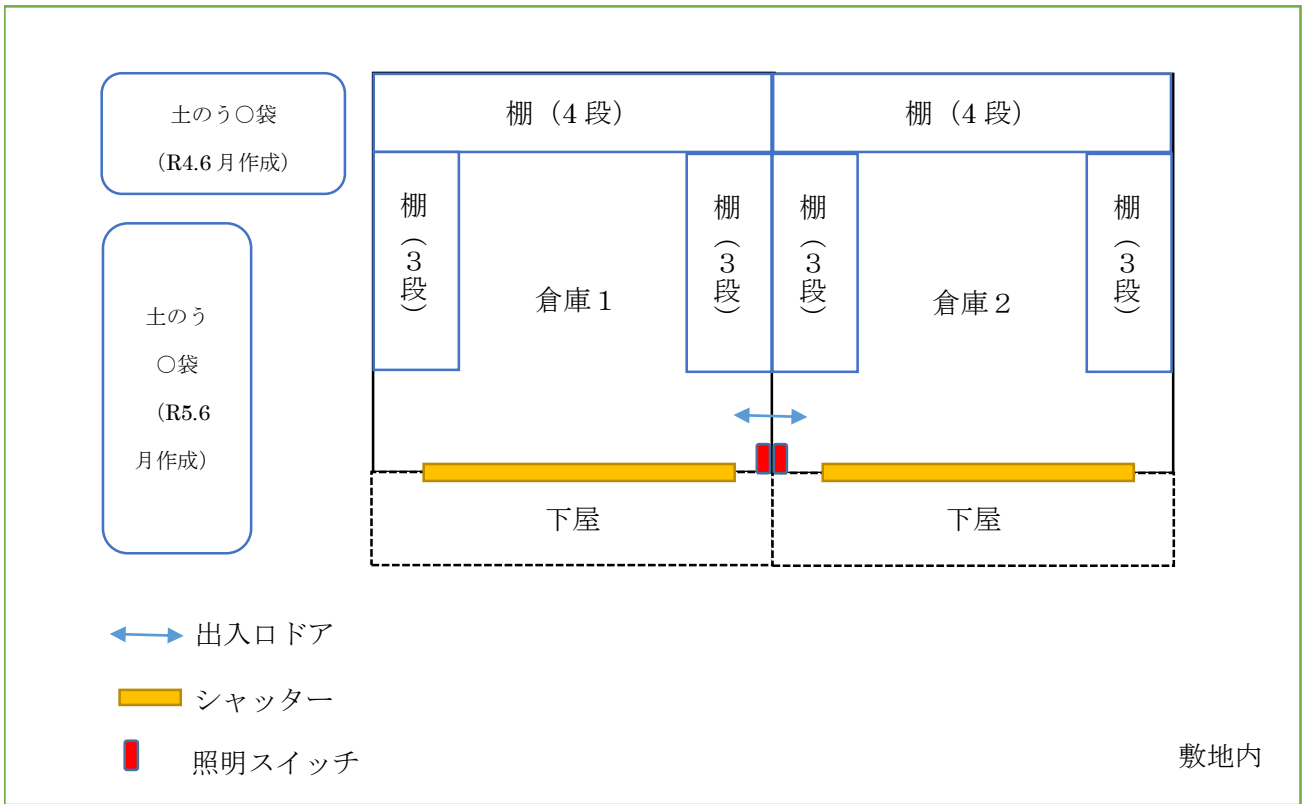 土のう○袋
（R4.6 月作成）
棚（4 段）
棚（4 段）
棚（３段）
棚（３段）
棚（３段）
棚（３段）
倉庫１
倉庫２
土のう
○袋
（R5.6
月作成）
下屋
下屋
出入口ドア
シャッター
照明スイッチ
敷地内